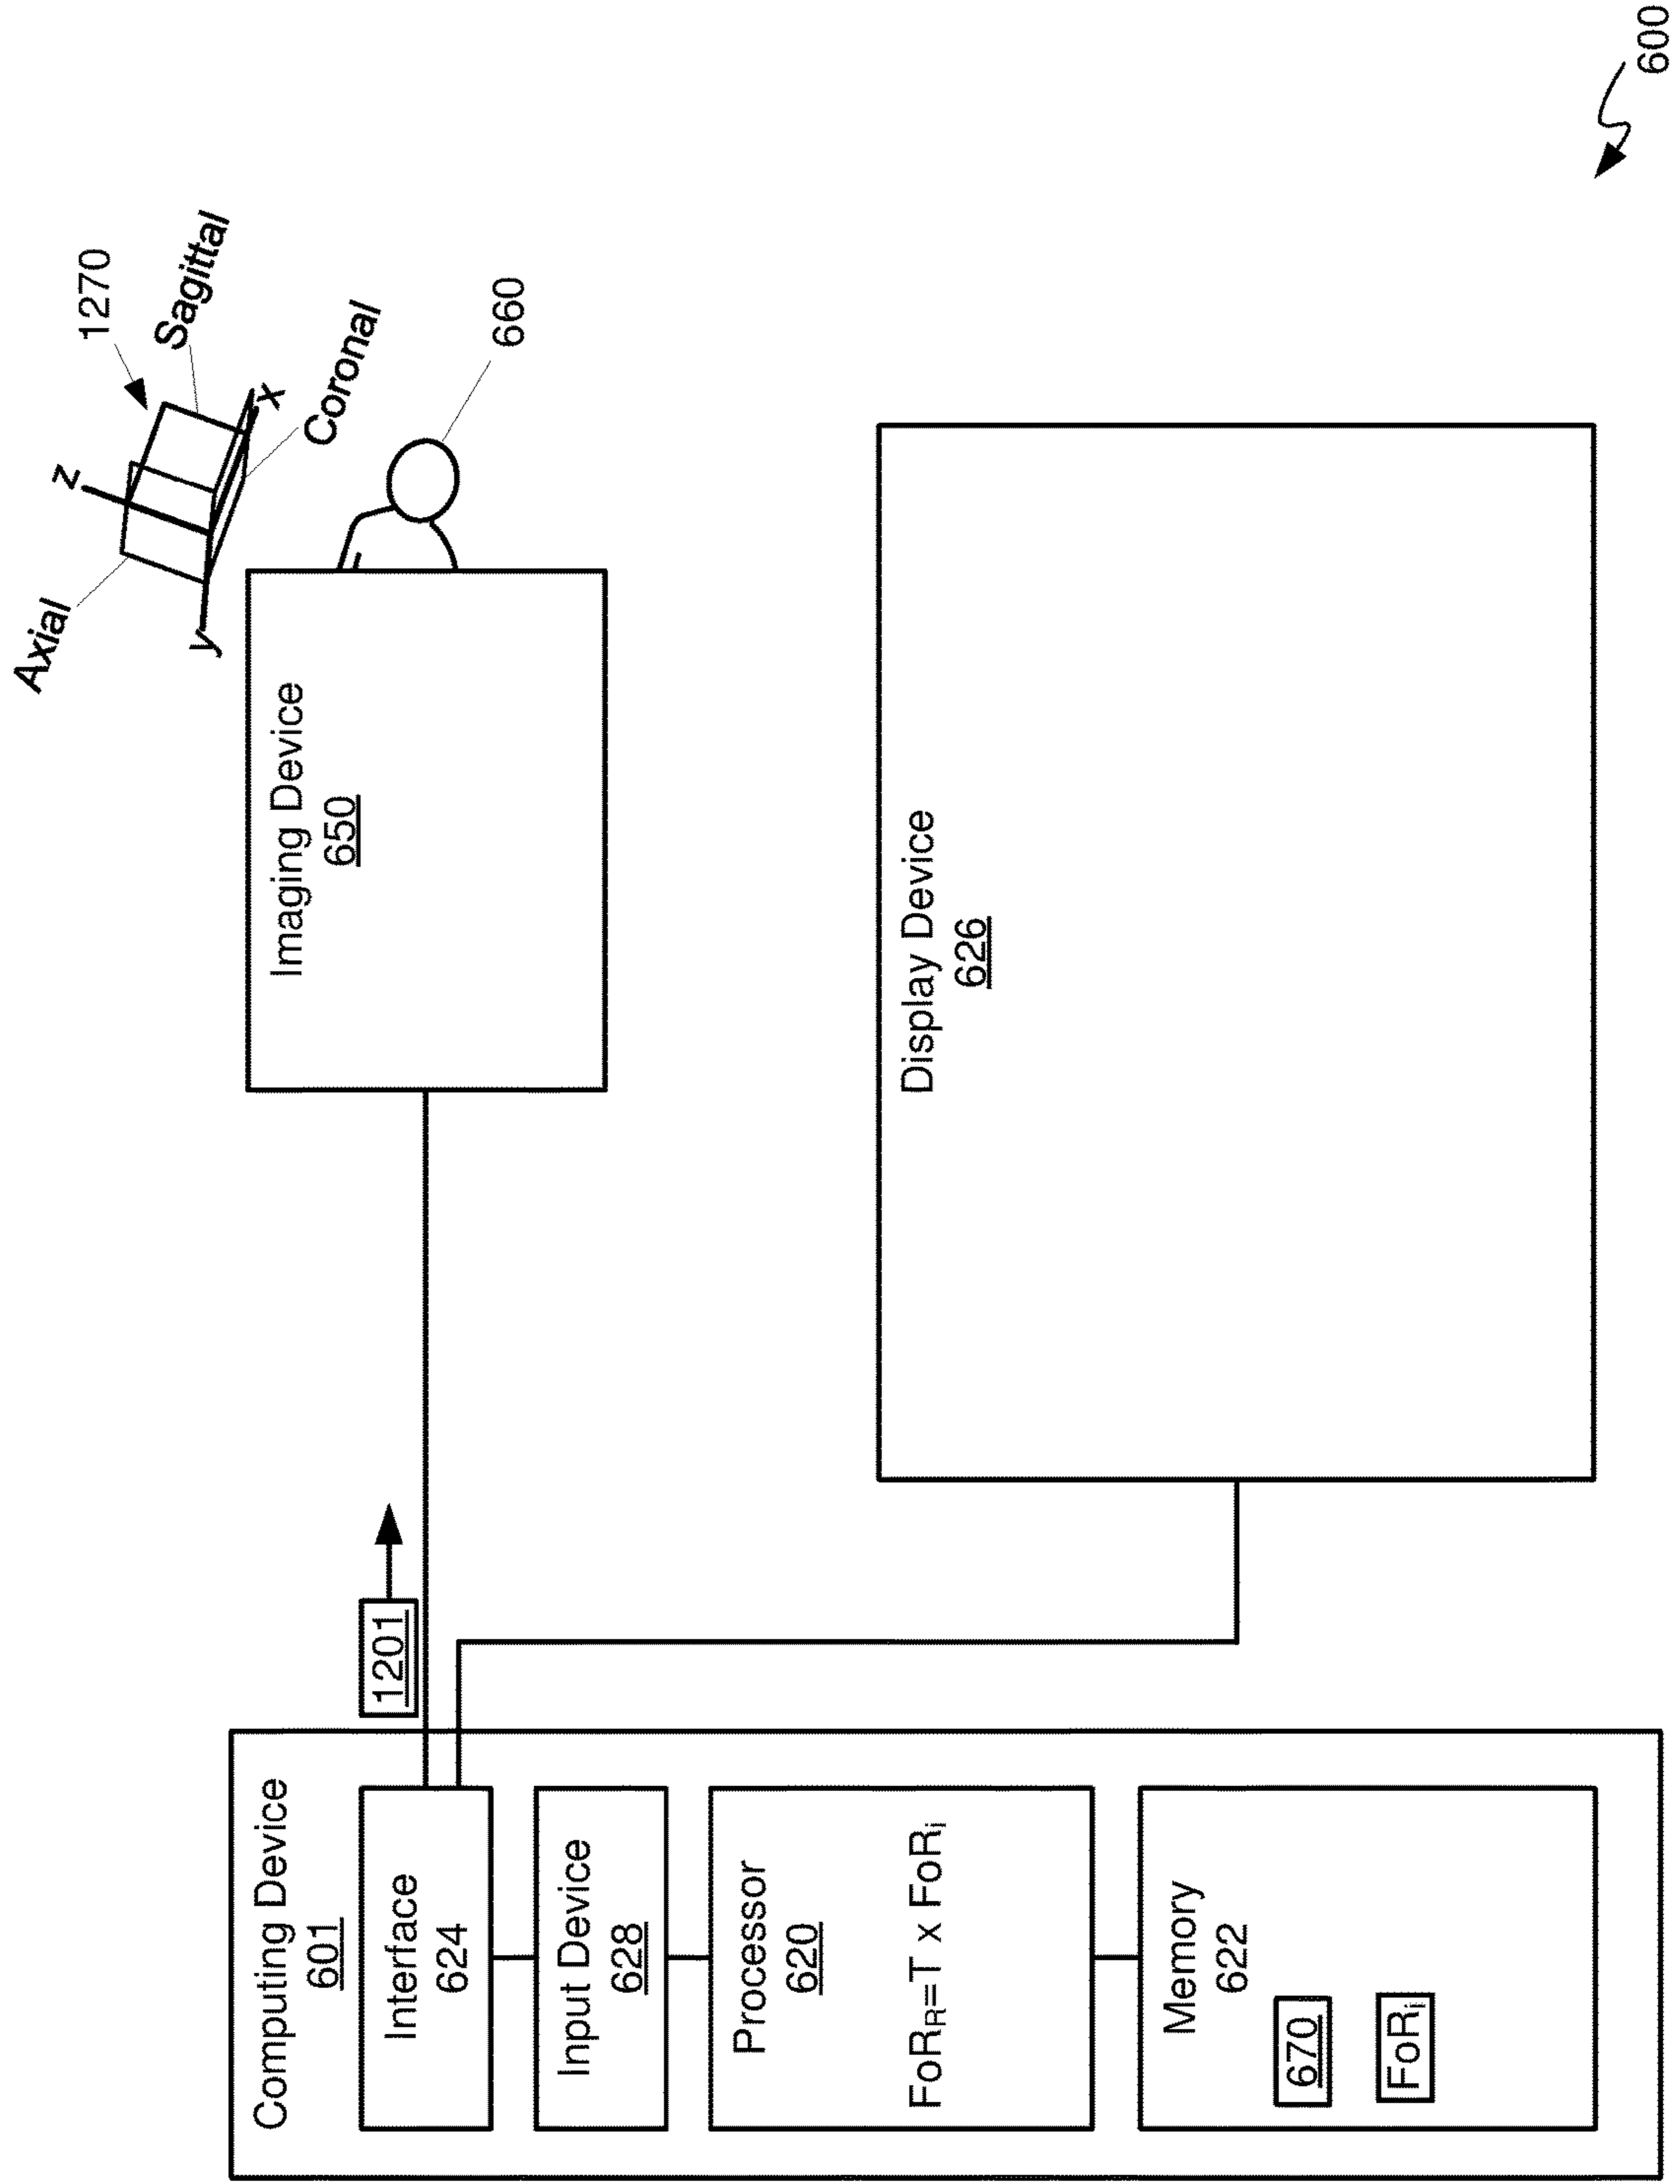 Computing Device
601
Interface
624
Input Device
628
Processor
620
FoRR=T x FoRi
Memory
622
670
FoRi
1201
Imaging Device
650
Axial
z
y
x
1270
Sagittal
Coronal
660
Display Device
626
600